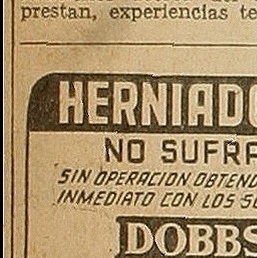 prestan, experiencias te
HERNIADO
NO SUFRA
SIN OPERACION OBTEND
INMEDIATO CON LOS S
DOBBS